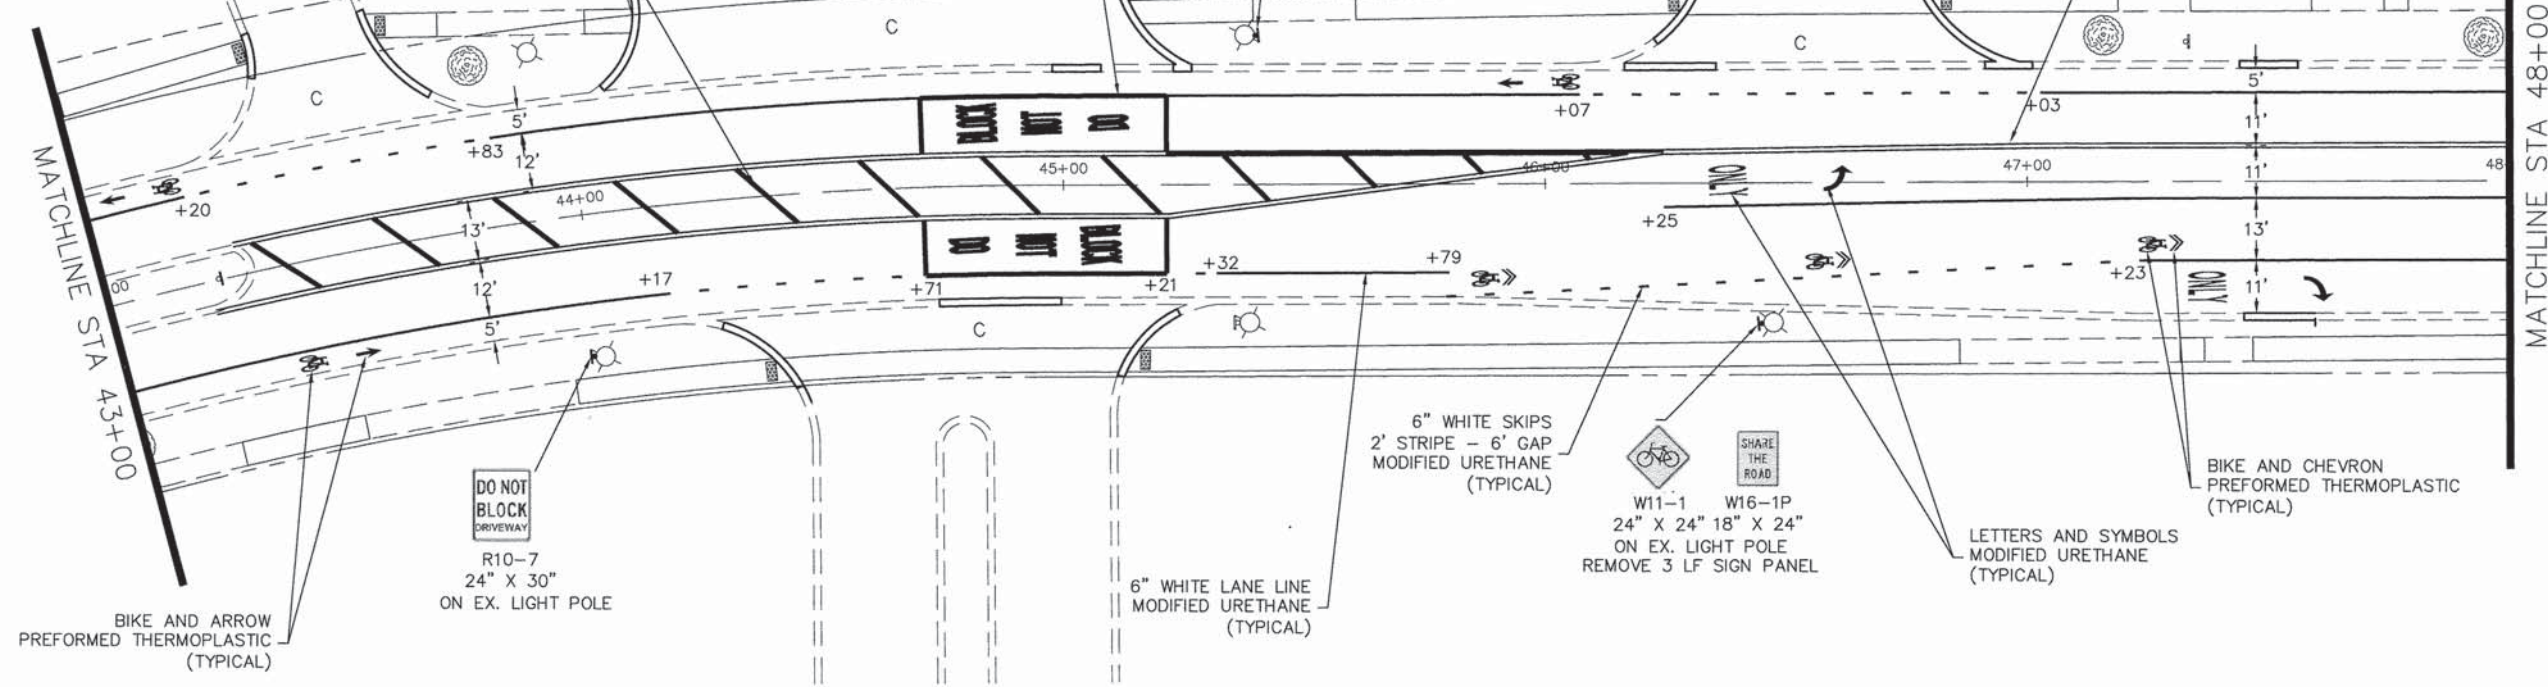 MATCHLINE STA 43+00
MATCHLINE STA 48+00
C
C
C
C
5'
12'
+83
+20
00
44+00
45+00
46+00
47+00
48
BLOCK
NOT
DO
+07
+03
5'
11'
11'
13'
11'
ONLY
+25
13'
12'
5'
+17
+71
DO
NOT
BLOCK
+21
+32
+79
+23
ONLY
DO NOT
BLOCK
DRIVEWAY
R10-7
24" X 30"
ON EX. LIGHT POLE
BIKE AND ARROW
PREFORMED THERMOPLASTIC
(TYPICAL)
6" WHITE LANE LINE
MODIFIED URETHANE
(TYPICAL)
6" WHITE SKIPS
2' STRIPE – 6' GAP
MODIFIED URETHANE
(TYPICAL)
SHARE
THE
ROAD
W11-1 W16-1P
24" X 24" 18" X 24"
ON EX. LIGHT POLE
REMOVE 3 LF SIGN PANEL
LETTERS AND SYMBOLS
MODIFIED URETHANE
(TYPICAL)
BIKE AND CHEVRON
PREFORMED THERMOPLASTIC
(TYPICAL)